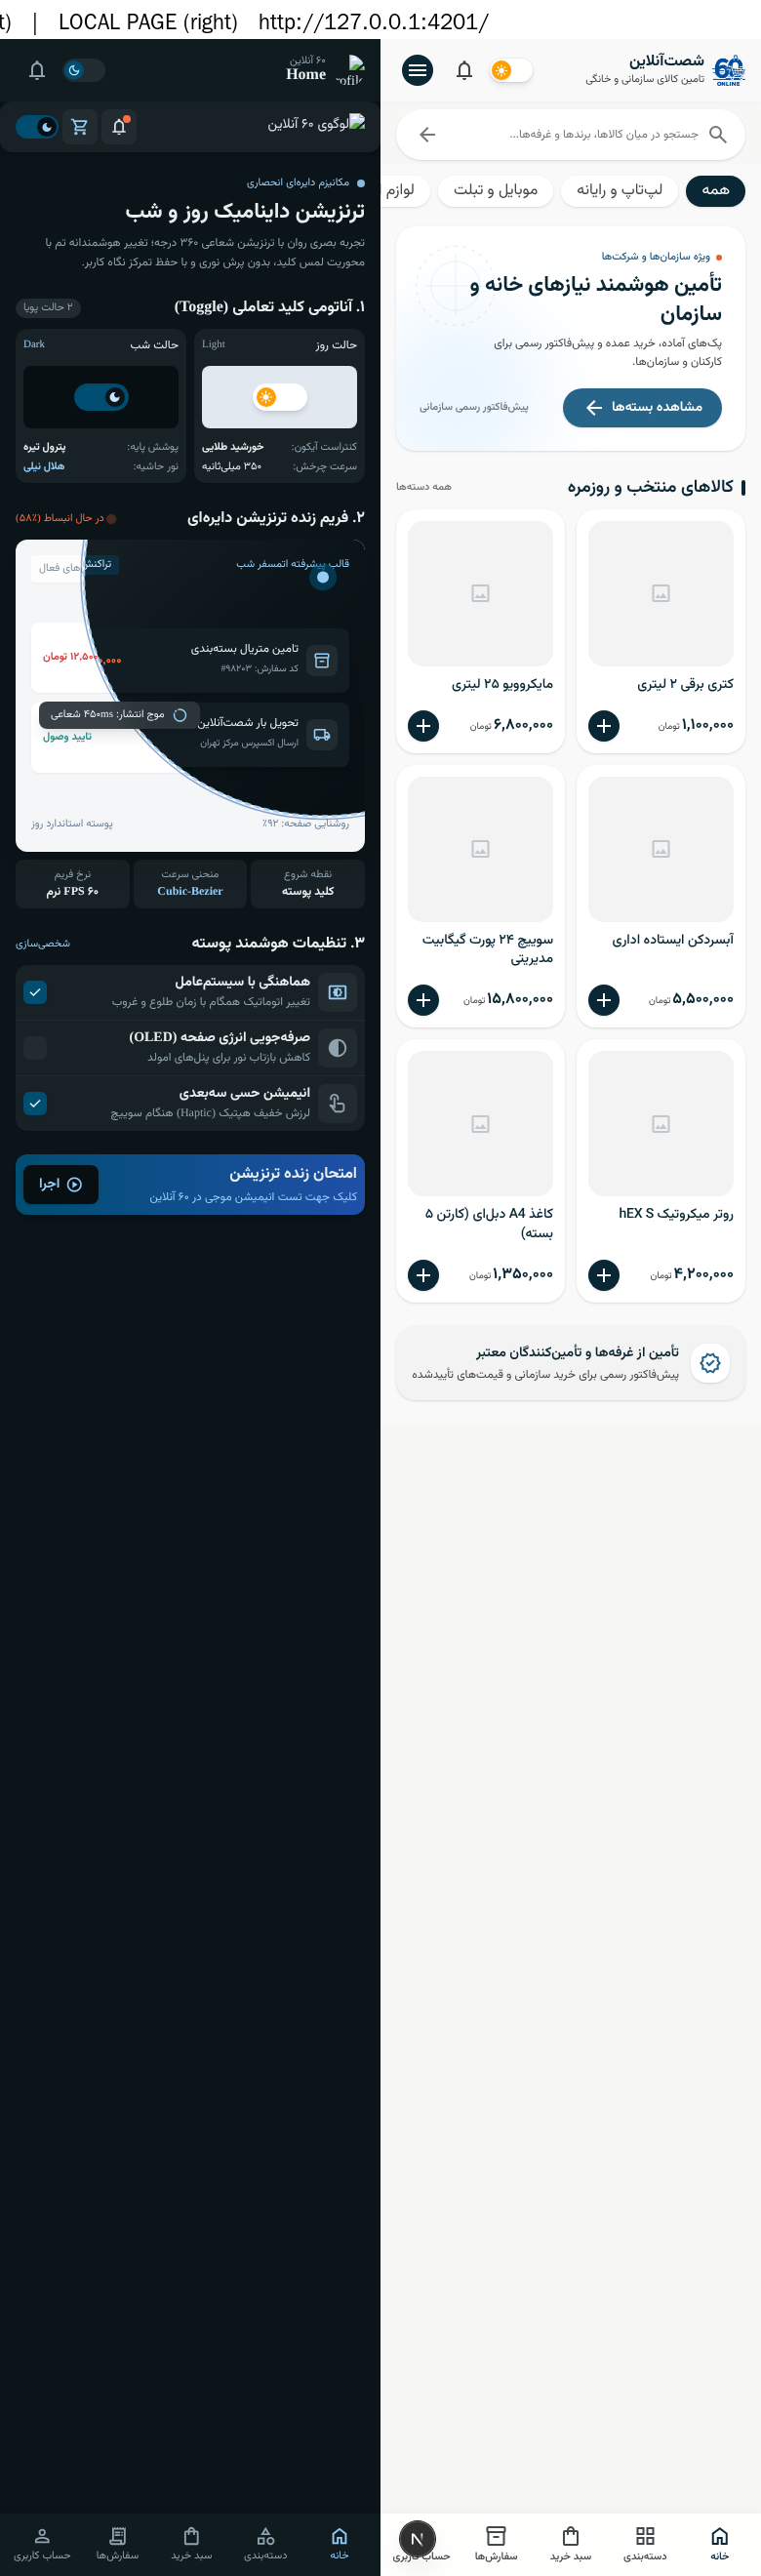 t) | LOCAL PAGE (right) http://127.0.0.1:4201/
شصت‌آنلاین
تامین کالای سازمانی و خانگی
60
ONLINE
جستجو در میان کالاها، برندها و غرفه‌ها...
همه
لپ‌تاپ و رایانه
موبایل و تبلت
لوازم
ویژه سازمان‌ها و شرکت‌ها
تأمین هوشمند نیازهای خانه و
سازمان
پک‌های آماده، خرید عمده و پیش‌فاکتور رسمی برای
کارکنان و سازمان‌ها.
مشاهده بسته‌ها
پیش‌فاکتور رسمی سازمانی
کالاهای منتخب و روزمره
همه دسته‌ها
کتری برقی ۲ لیتری
۱,۱۰۰,۰۰۰ تومان
مایکروویو ۲۵ لیتری
۶,۸۰۰,۰۰۰ تومان
آبسردکن ایستاده اداری
۵,۵۰۰,۰۰۰ تومان
سوییچ ۲۴ پورت گیگابیت
مدیریتی
۱۵,۸۰۰,۰۰۰ تومان
روتر میکروتیک hEX S
۴,۲۰۰,۰۰۰ تومان
کاغذ A4 دبل‌ای (کارتن ۵
بسته)
۱,۳۵۰,۰۰۰ تومان
تأمین از غرفه‌ها و تأمین‌کنندگان معتبر
پیش‌فاکتور رسمی برای خرید سازمانی و قیمت‌های تأییدشده
خانه
دسته‌بندی
سبد خرید
سفارش‌ها
حساب کاربری
N
ofil
۶۰ آنلاین
Home
لوگوی ۶۰ آنلاین
مکانیزم دایره‌ای انحصاری
ترنزیشن داینامیک روز و شب
تجربه بصری روان با ترنزیشن شعاعی ۳۶۰ درجه؛ تغییر هوشمندانه تم با
محوریت لمس کلید، بدون پرش نوری و با حفظ تمرکز نگاه کاربر.
۱. آناتومی کلید تعاملی (Toggle)
۲ حالت پویا
حالت روز
Light
کنتراست آیکون:
خورشید طلایی
سرعت چرخش:
۳۵۰ میلی‌ثانیه
حالت شب
Dark
پوشش پایه:
پترول تیره
نور حاشیه:
هلال نیلی
۲. فریم زنده ترنزیشن دایره‌ای
در حال انبساط (۵۸٪)
قالب پیشرفته اتمسفر شب
تراکنش‌های فعال
تامین متریال بسته‌بندی
کد سفارش: ۹۸۲۰۳#
۱۲,۵۰۰,۰۰۰ تومان
تحویل بار شصت‌آنلاین
ارسال اکسپرس مرکز تهران
موج انتشار: ۴۵۰ms شعاعی
تایید وصول
روشنایی صفحه: ۹۲٪
پوسته استاندارد روز
نقطه شروع
کلید پوسته
منحنی سرعت
Cubic-Bezier
نرخ فریم
۶۰ FPS نرم
۳. تنظیمات هوشمند پوسته
شخصی‌سازی
هماهنگی با سیستم‌عامل
تغییر اتوماتیک همگام با زمان طلوع و غروب
صرفه‌جویی انرژی صفحه (OLED)
کاهش بازتاب نور برای پنل‌های امولد
انیمیشن حسی سه‌بعدی
لرزش خفیف هپتیک (Haptic) هنگام سوییچ
امتحان زنده ترنزیشن
کلیک جهت تست انیمیشن موجی در ۶۰ آنلاین
اجرا
خانه
دسته‌بندی
سبد خرید
سفارش‌ها
حساب کاربری